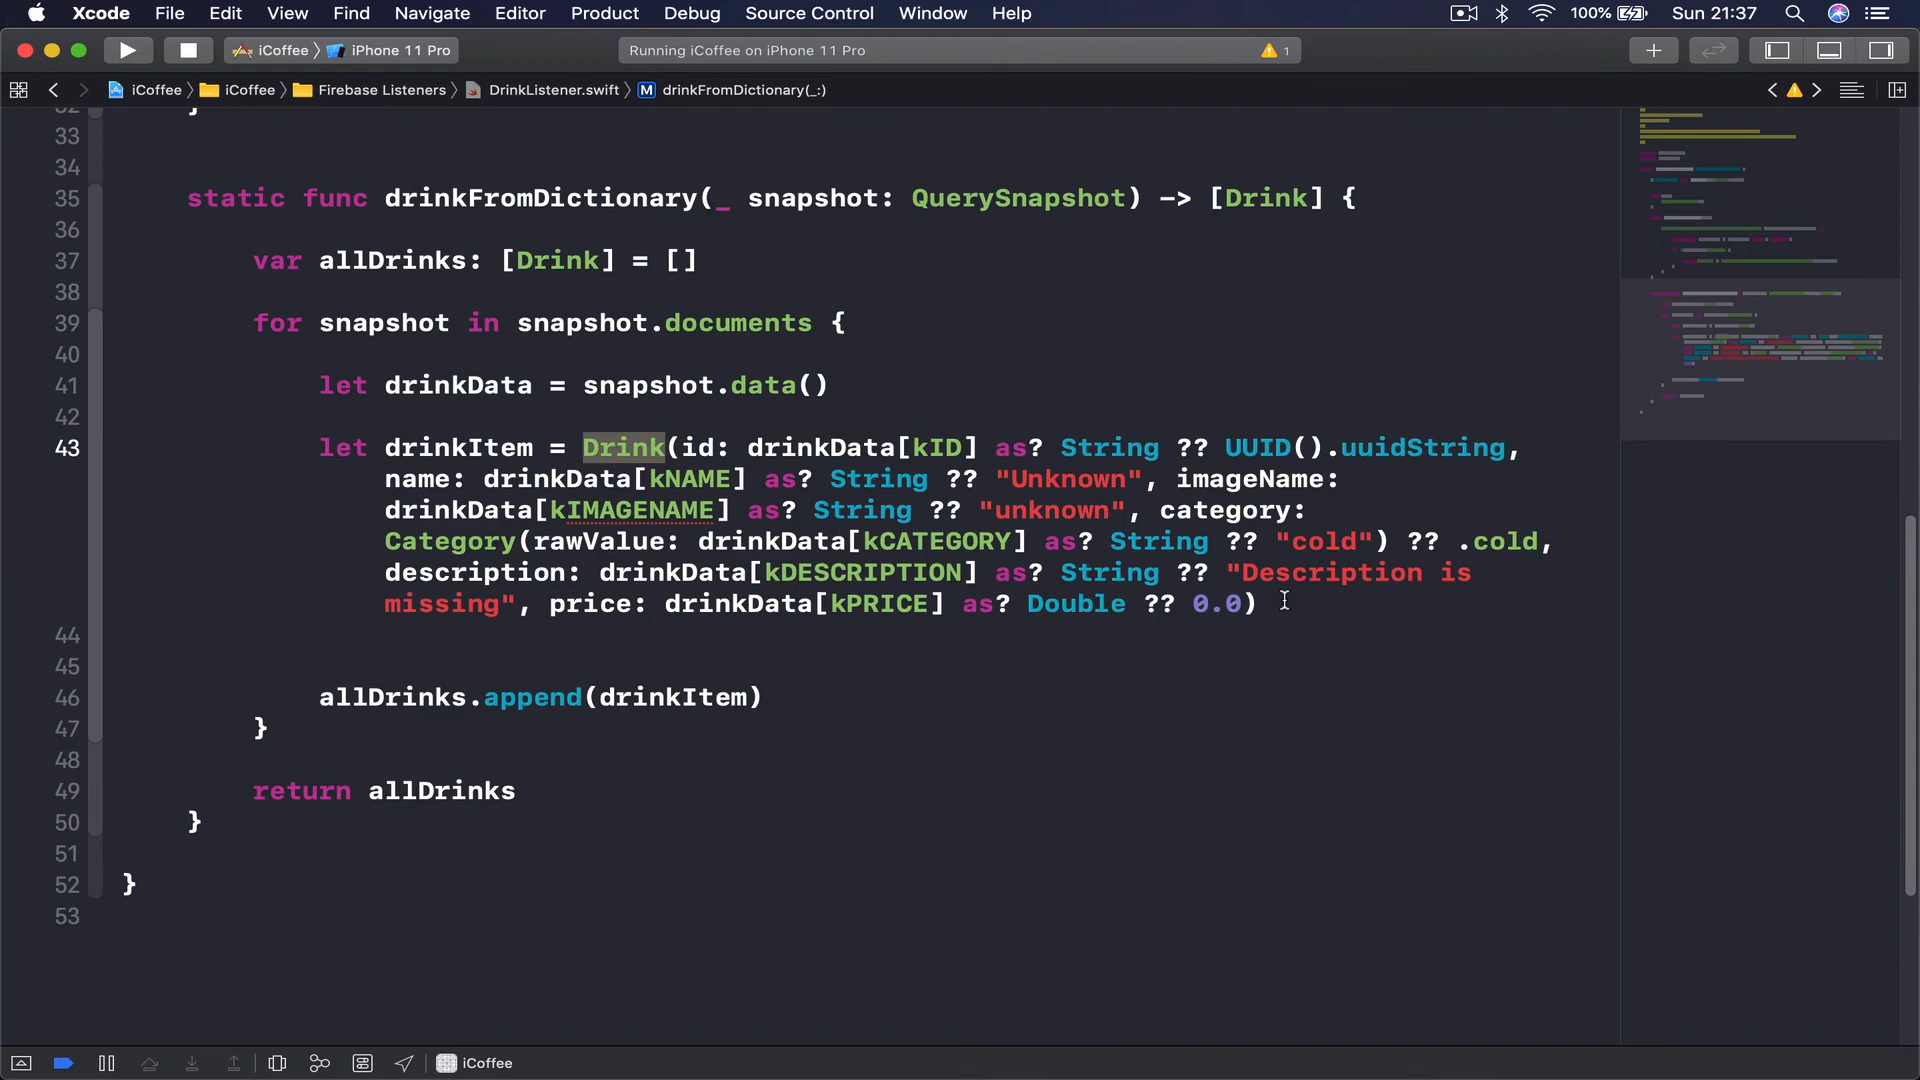 Xcode File Edit View Find Navigate Editor Product Debug Source Control Window Help 100% Sun 21:37
iCoffee iPhone 11 Pro Running iCoffee on iPhone 11 Pro 1
iCoffee iCoffee Firebase Listeners DrinkListener.swift M drinkFromDictionary(_:)
32 }
33
34
35 static func drinkFromDictionary(_ snapshot: QuerySnapshot) -> [Drink] {
36
37 var allDrinks: [Drink] = []
38
39 for snapshot in snapshot.documents {
40
41 let drinkData = snapshot.data()
42
43 let drinkItem = Drink(id: drinkData[kID] as? String ?? UUID().uuidString,
name: drinkData[kNAME] as? String ?? "Unknown", imageName:
drinkData[kIMAGENAME] as? String ?? "unknown", category:
Category(rawValue: drinkData[kCATEGORY] as? String ?? "cold") ?? .cold,
description: drinkData[kDESCRIPTION] as? String ?? "Description is
missing", price: drinkData[kPRICE] as? Double ?? 0.0)
44
45
46 allDrinks.append(drinkItem)
47 }
48
49 return allDrinks
50 }
51
52 }
53
iCoffee